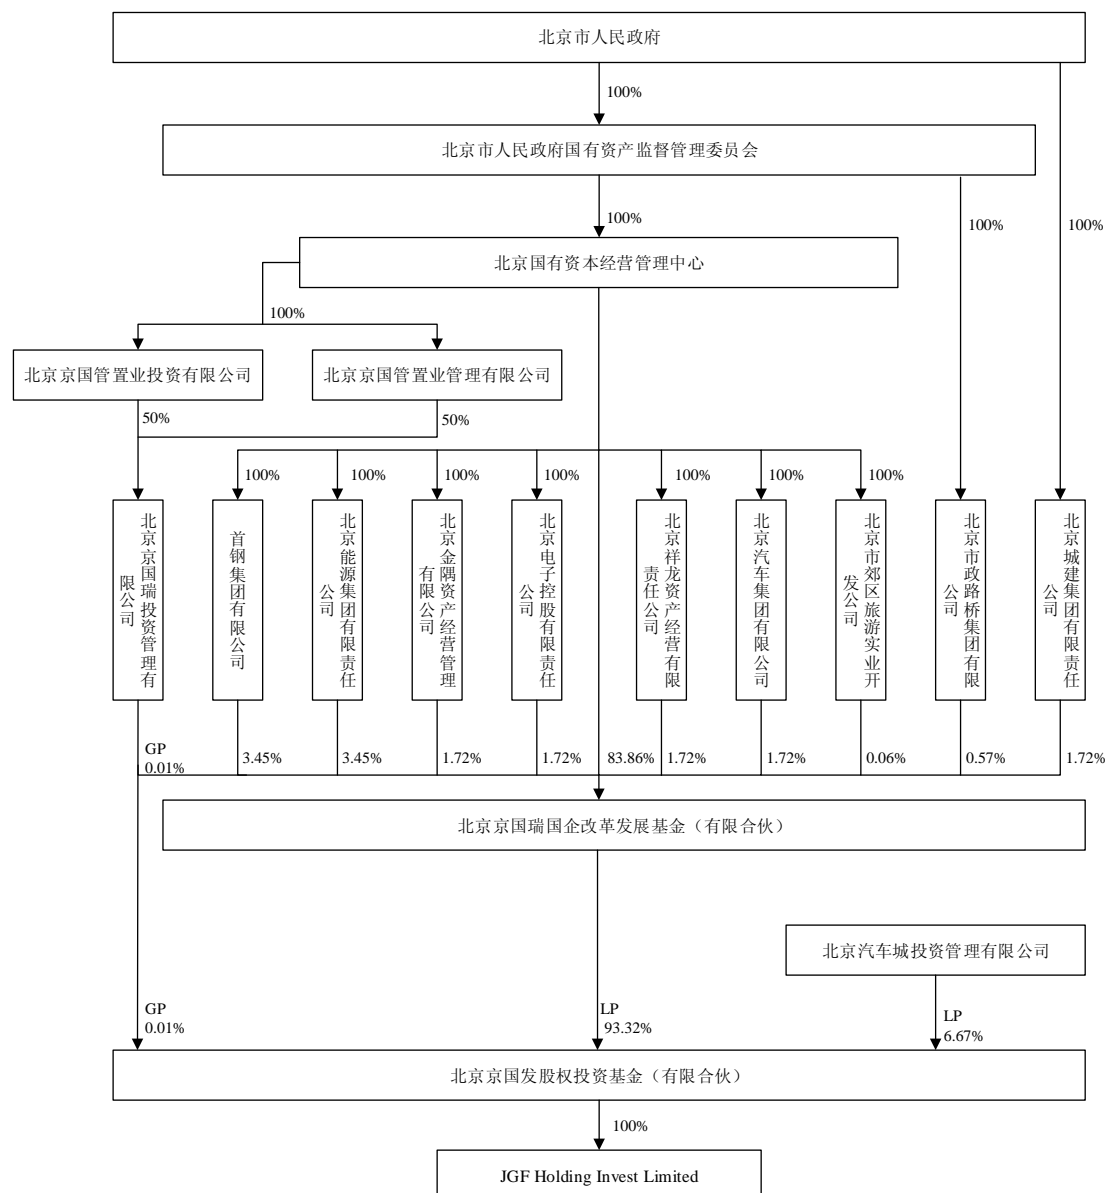 北京市人民政府
100%
北京市人民政府国有资产监督管理委员会
100%
100%
100%
北京国有资本经营管理中心
100%
北京京国管置业投资有限公司
北京京国管置业管理有限公司
50%
50%
100%
100%
100%
100%
100%
100%
100%
北京京国瑞投资管理有
限公司
首钢集团有限公司
北京能源集团有限责任
公司
北京金隅资产经营管理
有限公司
北京电子控股有限责任
公司
北京祥龙资产经营有限
责任公司
北京汽车集团有限公司
北京市郊区旅游实业开
发公司
北京市政路桥集团有限
公司
北京城建集团有限责任
公司
GP
0.01%
3.45%
3.45%
1.72%
1.72%
83.86%
1.72%
1.72%
0.06%
0.57%
1.72%
北京京国瑞国企改革发展基金（有限合伙）
北京汽车城投资管理有限公司
GP
0.01%
LP
93.32%
LP
6.67%
北京京国发股权投资基金（有限合伙）
100%
JGF Holding Invest Limited